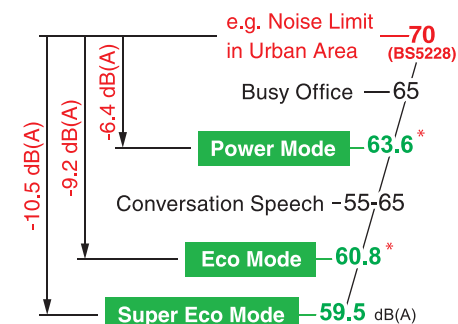 e.g. Noise Limit 70
in Urban Area (BS5228)
Busy Office 65
Power Mode 63.6 *
Conversation Speech 55-65
Eco Mode 60.8 *
Super Eco Mode 59.5 dB(A)
-6.4 dB(A)
-9.2 dB(A)
-10.5 dB(A)